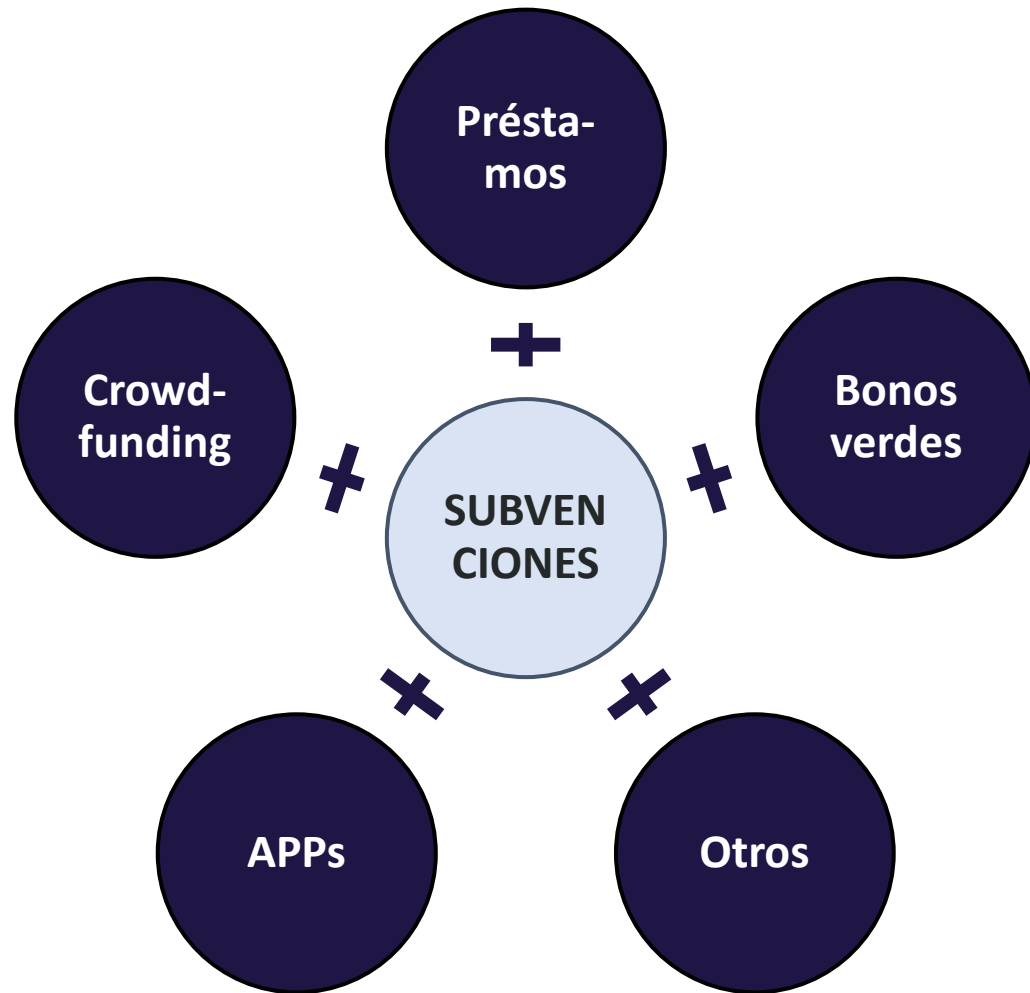 Présta-
mos
Crowd-
funding
Bonos
verdes
SUBVEN
CIONES
APPs
Otros